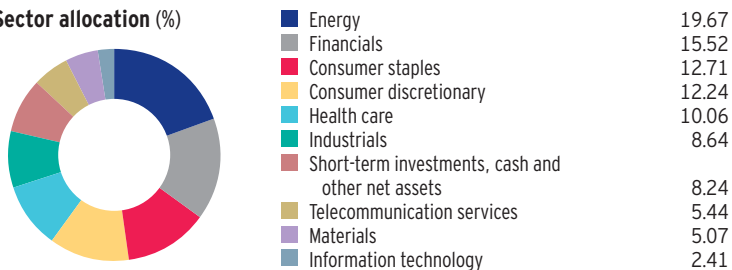 Sector allocation (%)
Energy 19.67
Financials 15.52
Consumer staples 12.71
Consumer discretionary 12.24
Health care 10.06
Industrials 8.64
Short-term investments, cash and
other net assets 8.24
Telecommunication services 5.44
Materials 5.07
Information technology 2.41